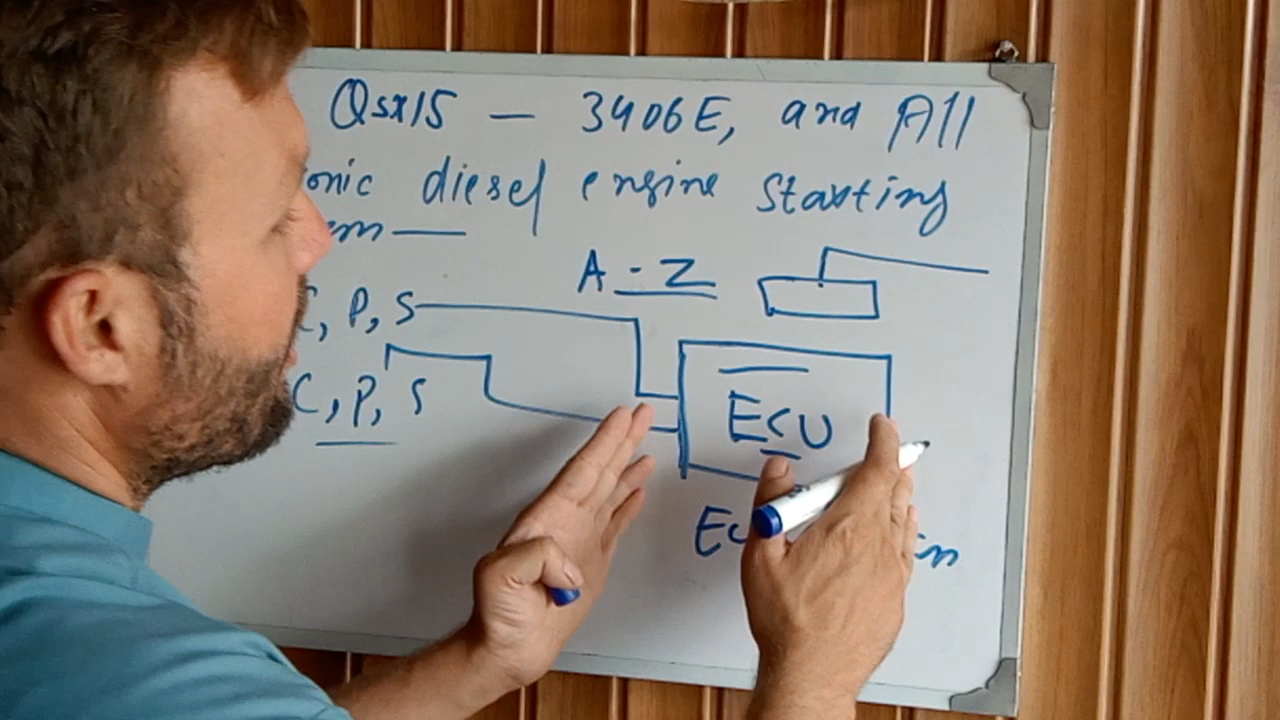 Qsx15 — 3406E, and All
onic diesel engine Starting
em —
A - Z
C, P, S
C, P, S
ECU